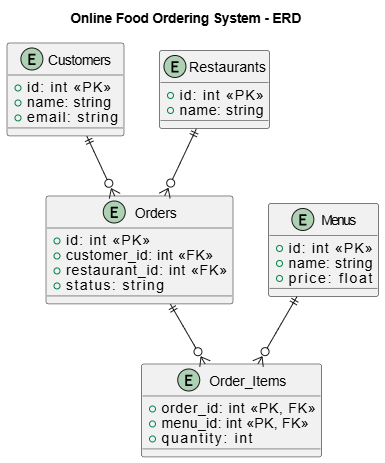 Online Food Ordering System - ERD
E Customers
id: int «PK»
name: string
email: string
E Restaurants
id: int «PK»
name: string
E Orders
id: int «PK»
customer_id: int «FK»
restaurant_id: int «FK»
status: string
E Menus
id: int «PK»
name: string
price: float
E Order_Items
order_id: int «PK, FK»
menu_id: int «PK, FK»
quantity: int